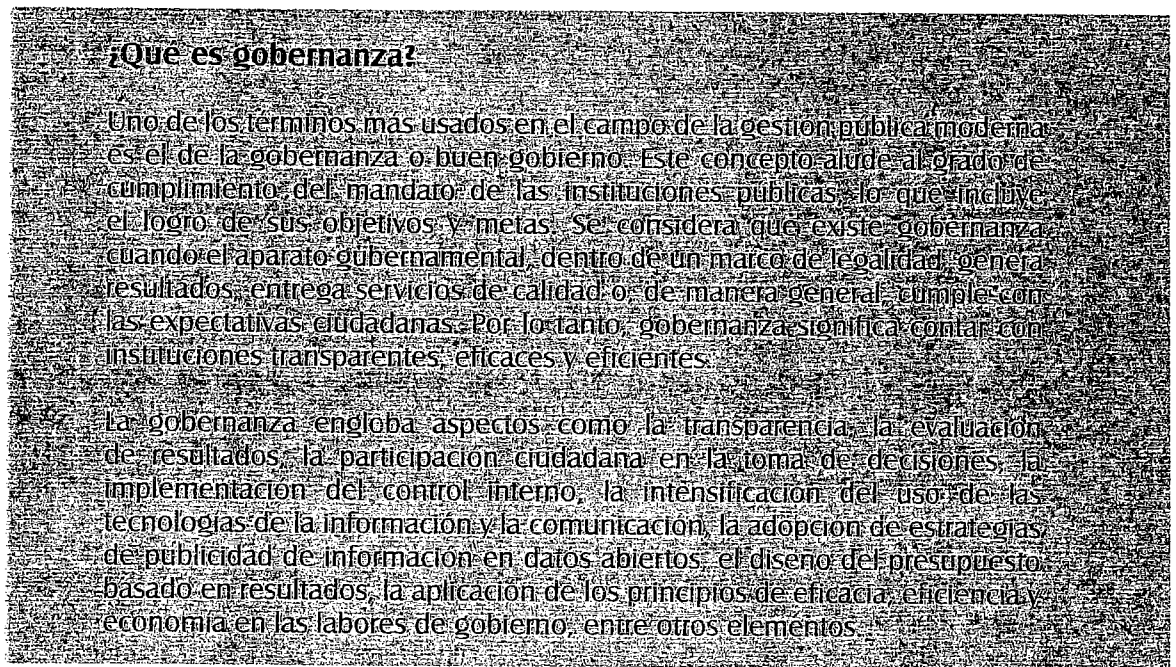 ¿Qué es gobernanza?
Uno de los términos más usados en el campo de la gestión pública moderna
es el de la gobernanza o buen gobierno. Este concepto alude al grado de
cumplimiento del mandato de las instituciones públicas, lo que incluye
el logro de sus objetivos y metas. Se considera que existe gobernanza
cuando el aparato gubernamental, dentro de un marco de legalidad, genera
resultados, entrega servicios de calidad o, de manera general, cumple con
las expectativas ciudadanas. Por lo tanto, gobernanza significa contar con
instituciones transparentes, eficaces y eficientes.
La gobernanza engloba aspectos como la transparencia, la evaluación
de resultados, la participación ciudadana en la toma de decisiones, la
implementación del control interno, la intensificación del uso de las
tecnologías de la información y la comunicación, la adopción de estrategias
de publicidad de información en datos abiertos, el diseño del presupuesto
basado en resultados, la aplicación de los principios de eficacia, eficiencia y
economía en las labores de gobierno, entre otros elementos.